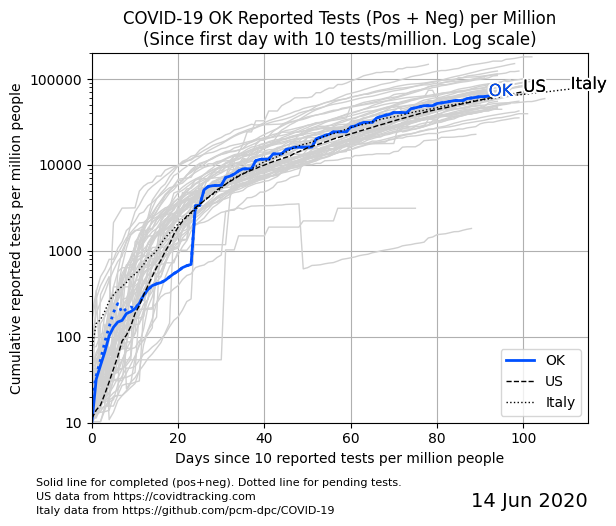 COVID-19 OK Reported Tests (Pos + Neg) per Million
(Since first day with 10 tests/million. Log scale)
Cumulative reported tests per million people
100000
10000
1000
100
10
OK
US
Italy
OK
US
Italy
0
20
40
60
80
100
Days since 10 reported tests per million people
Solid line for completed (pos+neg). Dotted line for pending tests.
US data from https://covidtracking.com
Italy data from https://github.com/pcm-dpc/COVID-19
14 Jun 2020